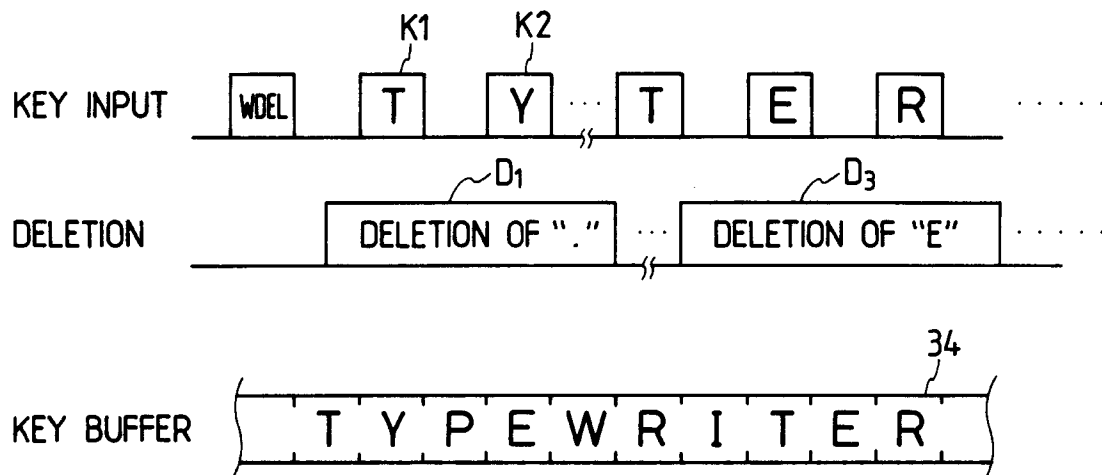 K1 K2
KEY INPUT WDEL T Y ... T E R .....
D1 D3
DELETION DELETION OF "." ... DELETION OF "E" .....
34
KEY BUFFER T Y P E W R I T E R